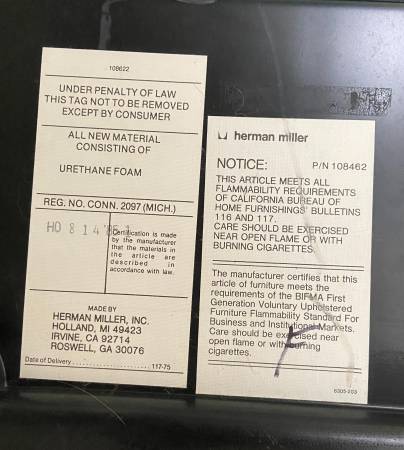 108622
UNDER PENALTY OF LAW
THIS TAG NOT TO BE REMOVED
EXCEPT BY CONSUMER
ALL NEW MATERIAL
CONSISTING OF
URETHANE FOAM
REG. NO. CONN. 2097 (MICH.)
HO 8 1 4
Certification is made
by the manufacturer
that the materials in
the article are
described in
accordance with law.
MADE BY
HERMAN MILLER, INC.
HOLLAND, MI 49423
IRVINE, CA 92714
ROSWELL, GA 30076
Date of Delivery
117-75
herman miller
NOTICE: P/N 108462
THIS ARTICLE MEETS ALL
FLAMMABILITY REQUIREMENTS
OF CALIFORNIA BUREAU OF
HOME FURNISHINGS' BULLETINS
116 AND 117.
CARE SHOULD BE EXERCISED
NEAR OPEN FLAME OR WITH
BURNING CIGARETTES.
The manufacturer certifies that this
article of furniture meets the
requirements of the BIFMA First
Generation Voluntary Upholstered
Furniture Flammability Standard For
Business and Institutional Markets.
Care should be exercised near
open flame or with burning
cigarettes.
6305-203